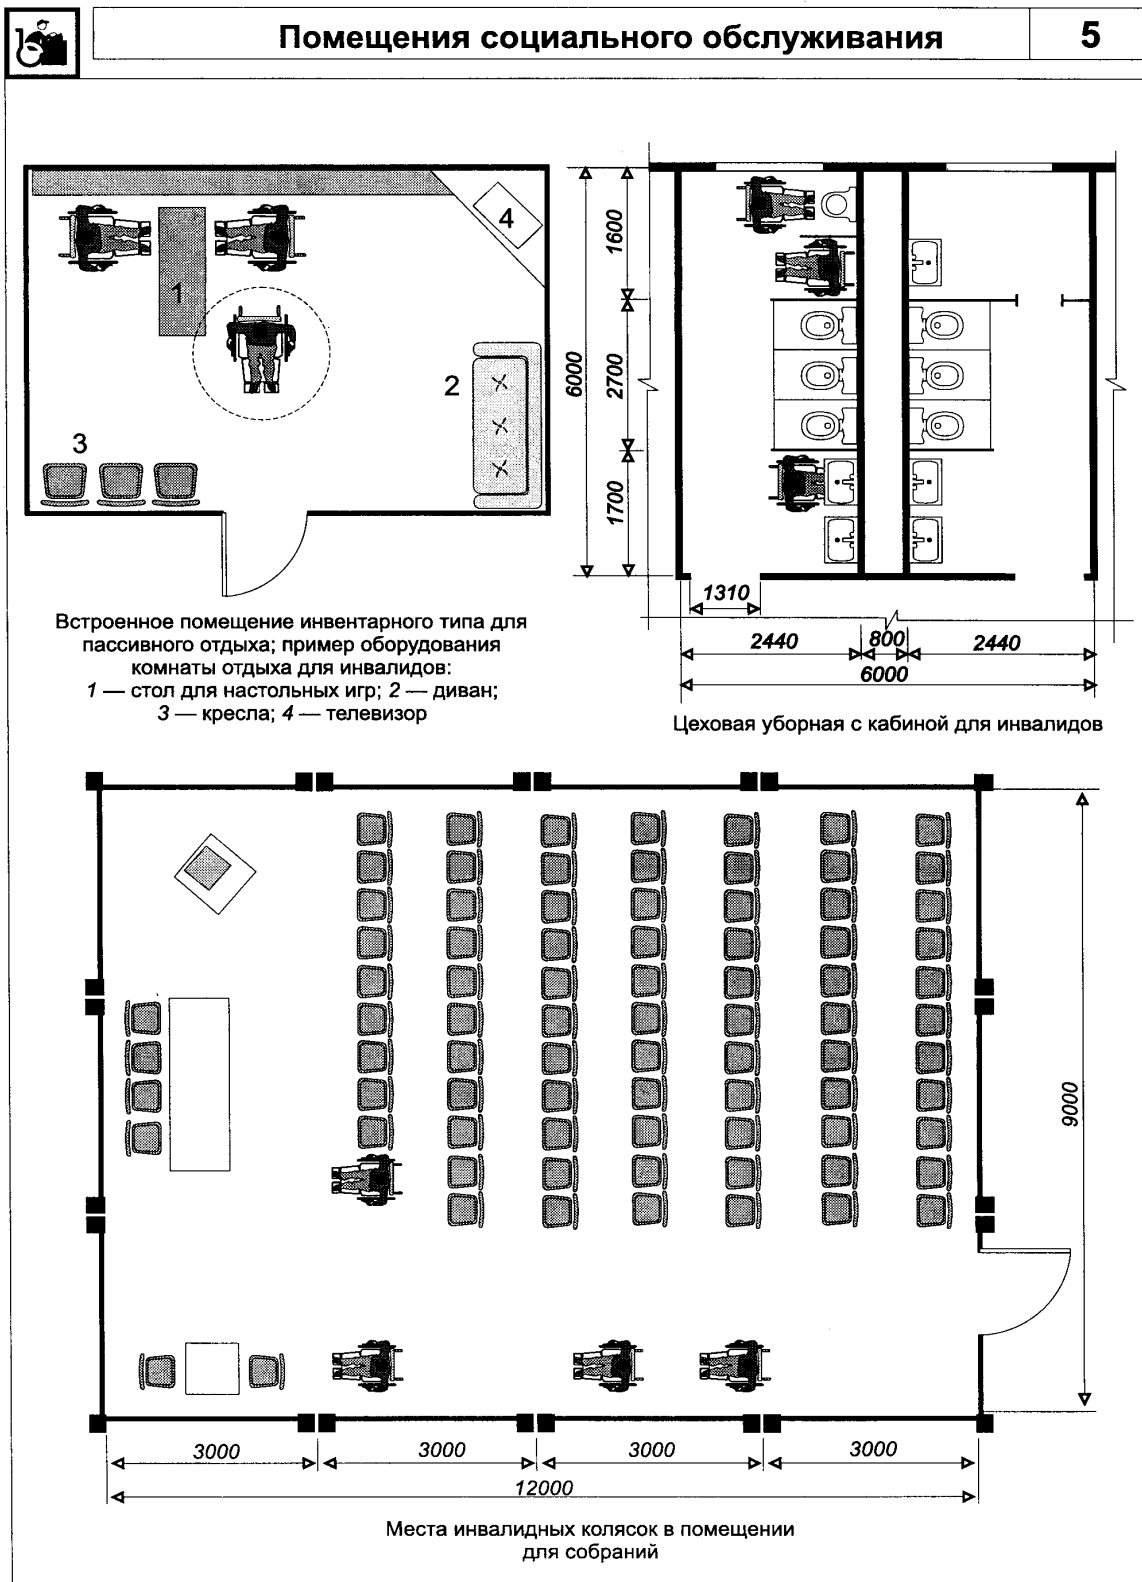 Помещения социального обслуживания
5
4
1
2
3
Встроенное помещение инвентарного типа для
пассивного отдыха; пример оборудования
комнаты отдыха для инвалидов:
1 — стол для настольных игр; 2 — диван;
3 — кресла; 4 — телевизор
1600
6000
2700
1700
1310
2440
800
2440
6000
Цеховая уборная с кабиной для инвалидов
9000
3000
3000
3000
3000
12000
Места инвалидных колясок в помещении
для собраний